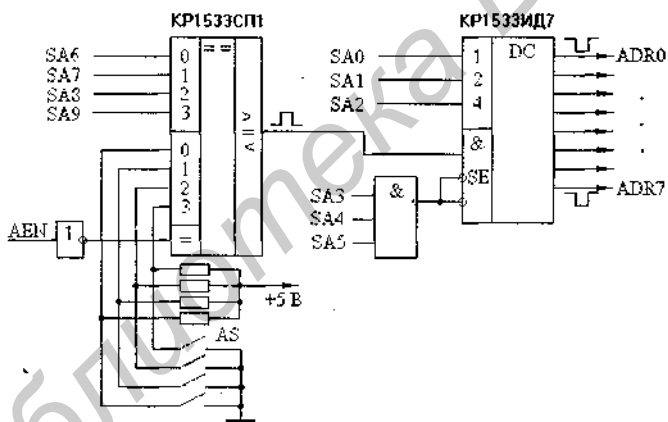 КР1533СП1
SA6
SA7
SA8
SA9
0
1
2
3
0
1
2
3
=
= =
< = >
AEN
1
+5 В
AS
КР1533ИД7
SA0
SA1
SA2
1
2
4
&
SE
DC
SA3
SA4
SA5
&
ADR0
ADR7
библиотека